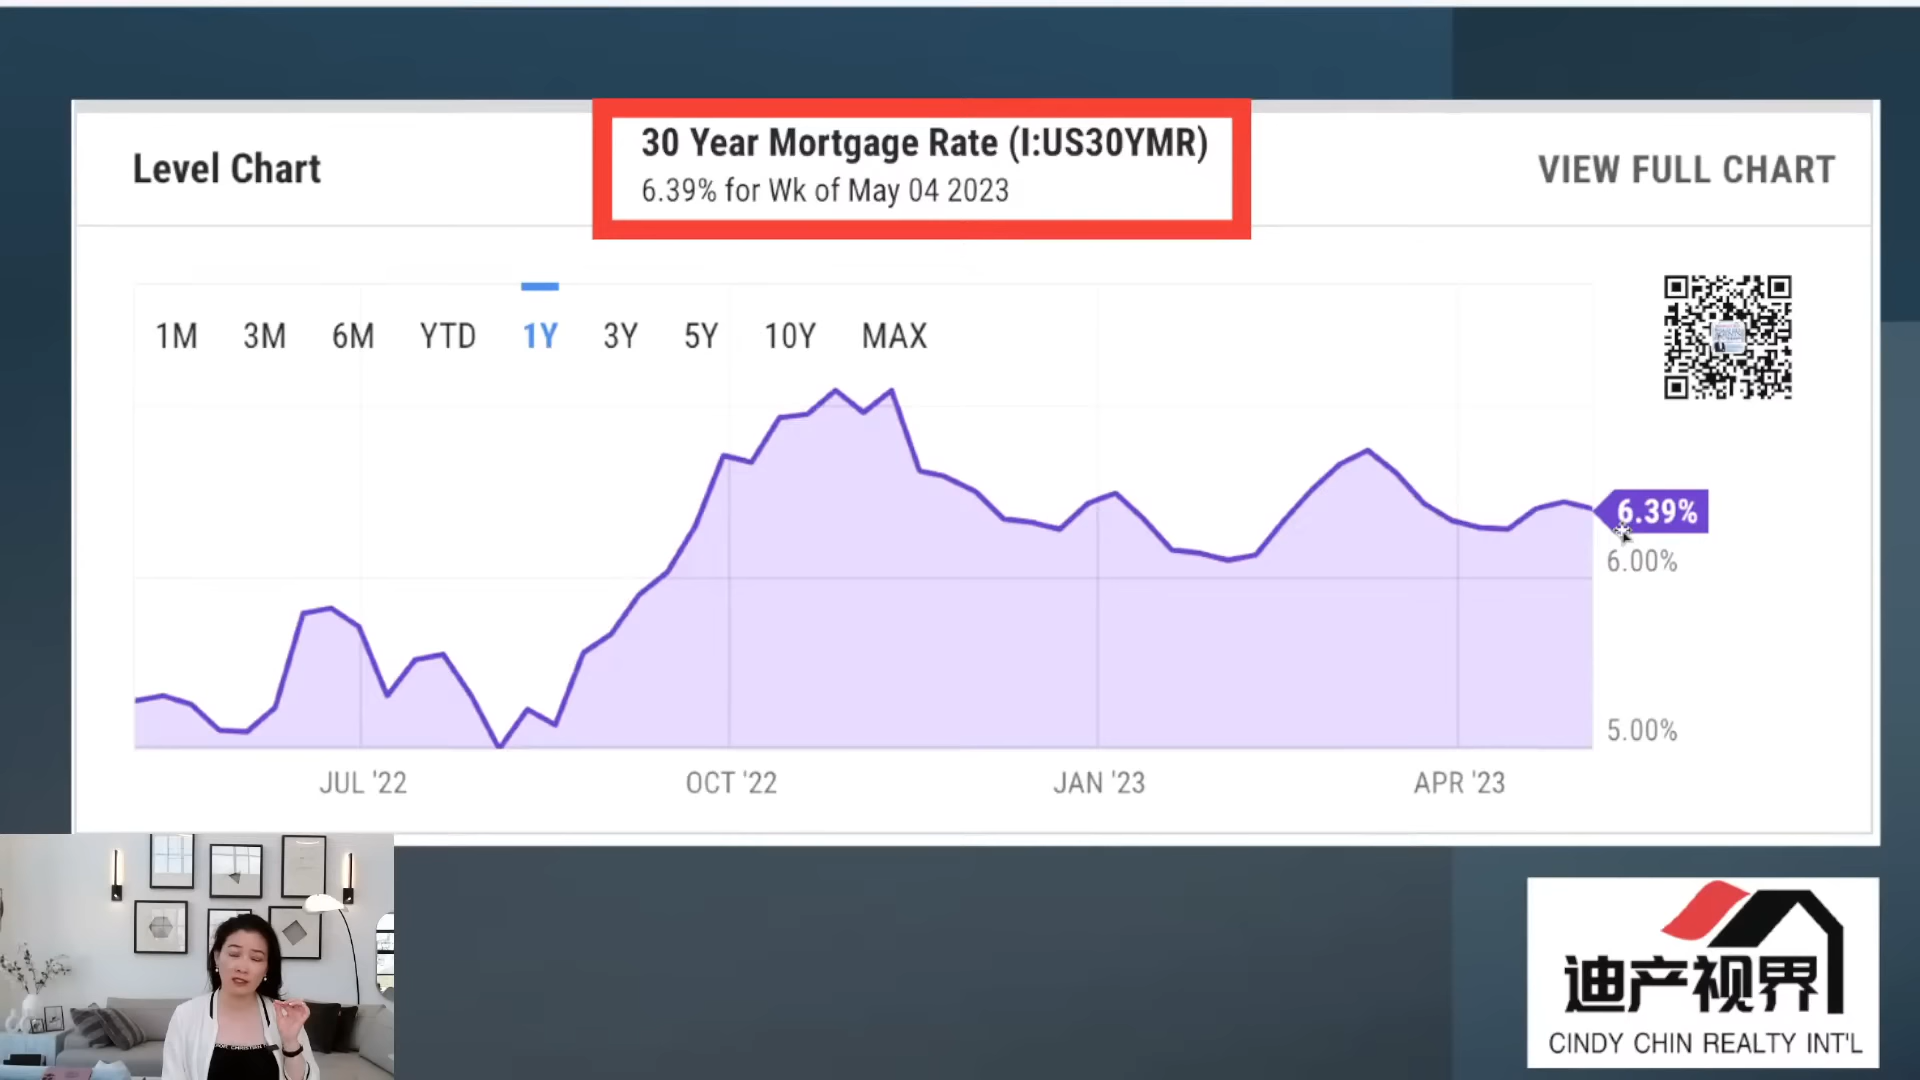 Level Chart
30 Year Mortgage Rate (I:US30YMR)
6.39% for Wk of May 04 2023
VIEW FULL CHART
1M 3M 6M YTD 1Y 3Y 5Y 10Y MAX
6.39%
6.00%
5.00%
JUL '22 OCT '22 JAN '23 APR '23
迪产视界
CINDY CHIN REALTY INT'L